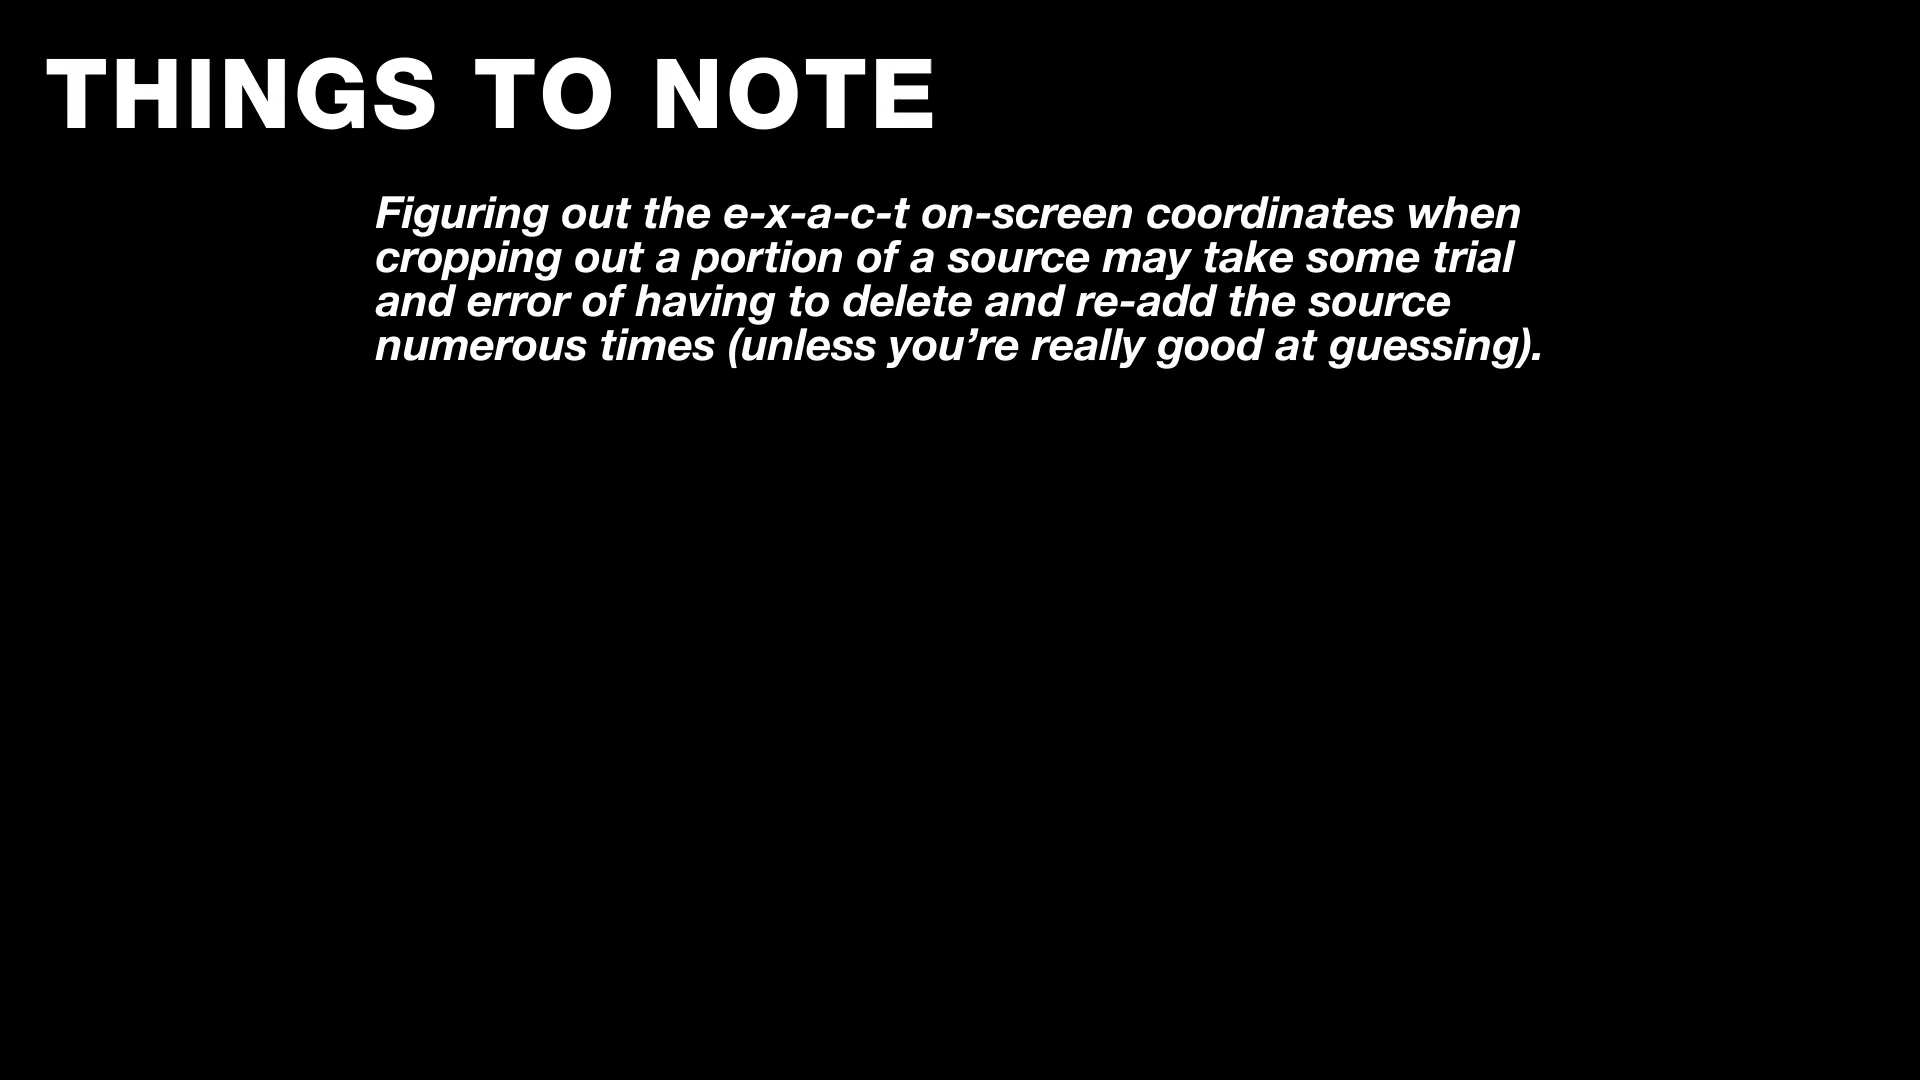 THINGS TO NOTE
Figuring out the e-x-a-c-t on-screen coordinates when
cropping out a portion of a source may take some trial
and error of having to delete and re-add the source
numerous times (unless you’re really good at guessing).